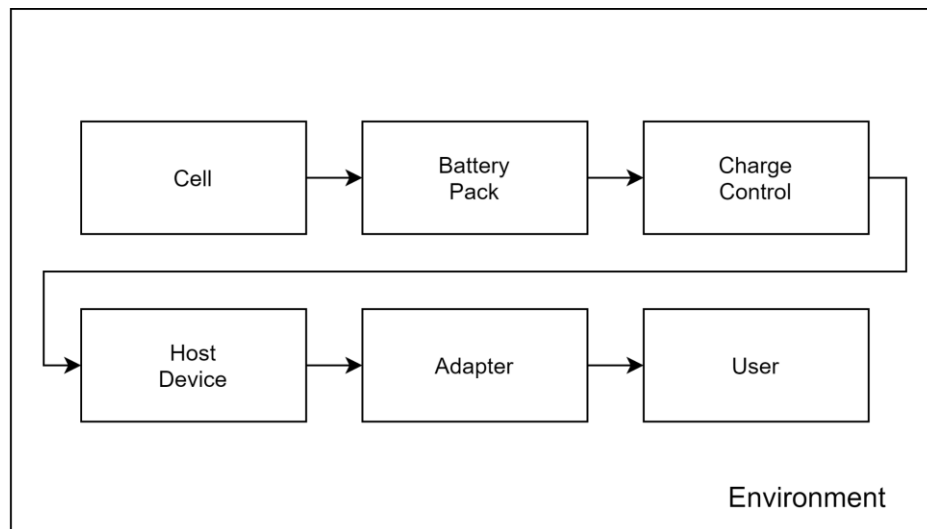 Cell
Battery
Pack
Charge
Control
Host
Device
Adapter
User
Environment